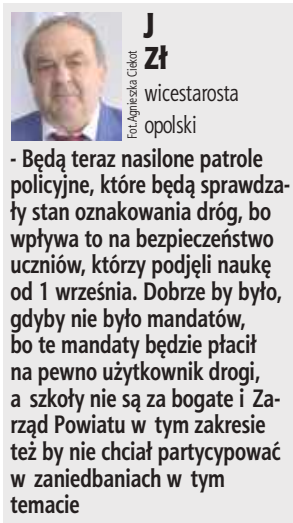 J
Zł
wicestarosta
opolski
Fot. Agnieszka Ciekot
- Będą teraz nasilone patrole
policyjne, które będą sprawdza-
ły stan oznakowania dróg, bo
wpływa to na bezpieczeństwo
uczniów, którzy podjęli naukę
od 1 września. Dobrze by było,
gdyby nie było mandatów,
bo te mandaty będzie płacił
na pewno użytkownik drogi,
a szkoły nie są za bogate i Za-
rząd Powiatu w tym zakresie
też by nie chciał partycypować
w zaniedbaniach w tym
temacie